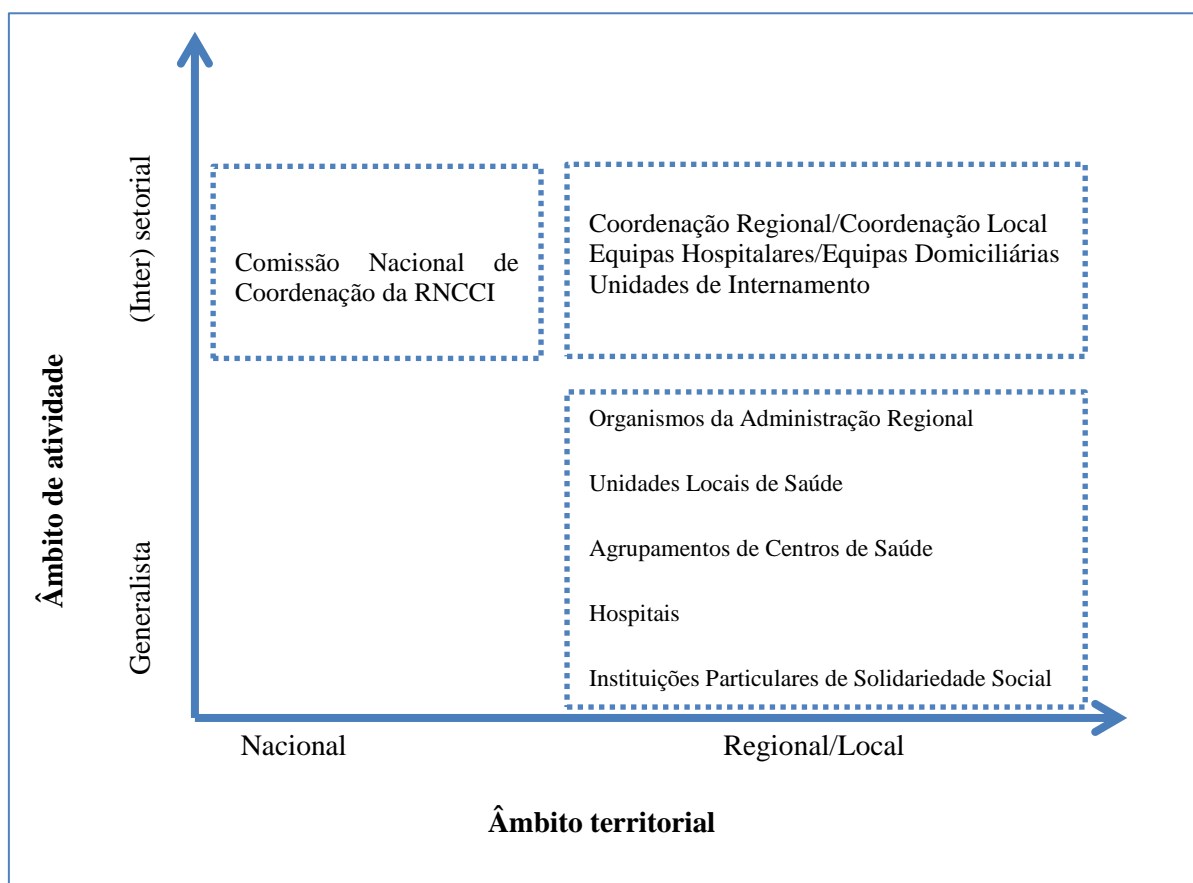 (Inter) setorial
Comissão Nacional de
Coordenação da RNCCI
Coordenação Regional/Coordenação Local
Equipas Hospitalares/Equipas Domiciliárias
Unidades de Internamento
Âmbito de atividade
Generalista
Organismos da Administração Regional
Unidades Locais de Saúde
Agrupamentos de Centros de Saúde
Hospitais
Instituições Particulares de Solidariedade Social
Nacional
Regional/Local
Âmbito territorial